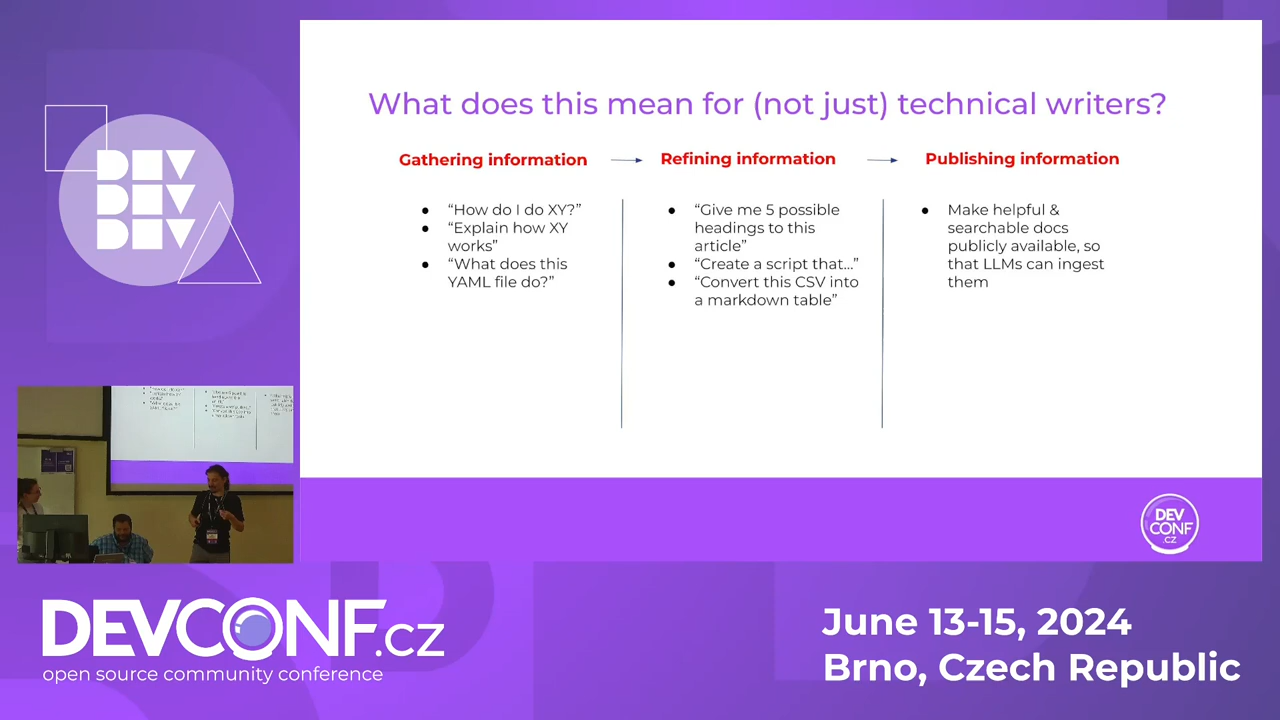 What does this mean for (not just) technical writers?
Gathering information
Refining information
Publishing information
● “How do I do XY?”
● “Explain how XY
works”
● “What does this
YAML file do?”
● “Give me 5 possible
headings to this
article”
● “Create a script that...”
● “Convert this CSV into
a markdown table”
● Make helpful &
searchable docs
publicly available, so
that LLMs can ingest
them
DEV
DEV
DEV
DEV
CONF
.CZ
DEVCONF.cz
open source community conference
June 13-15, 2024
Brno, Czech Republic